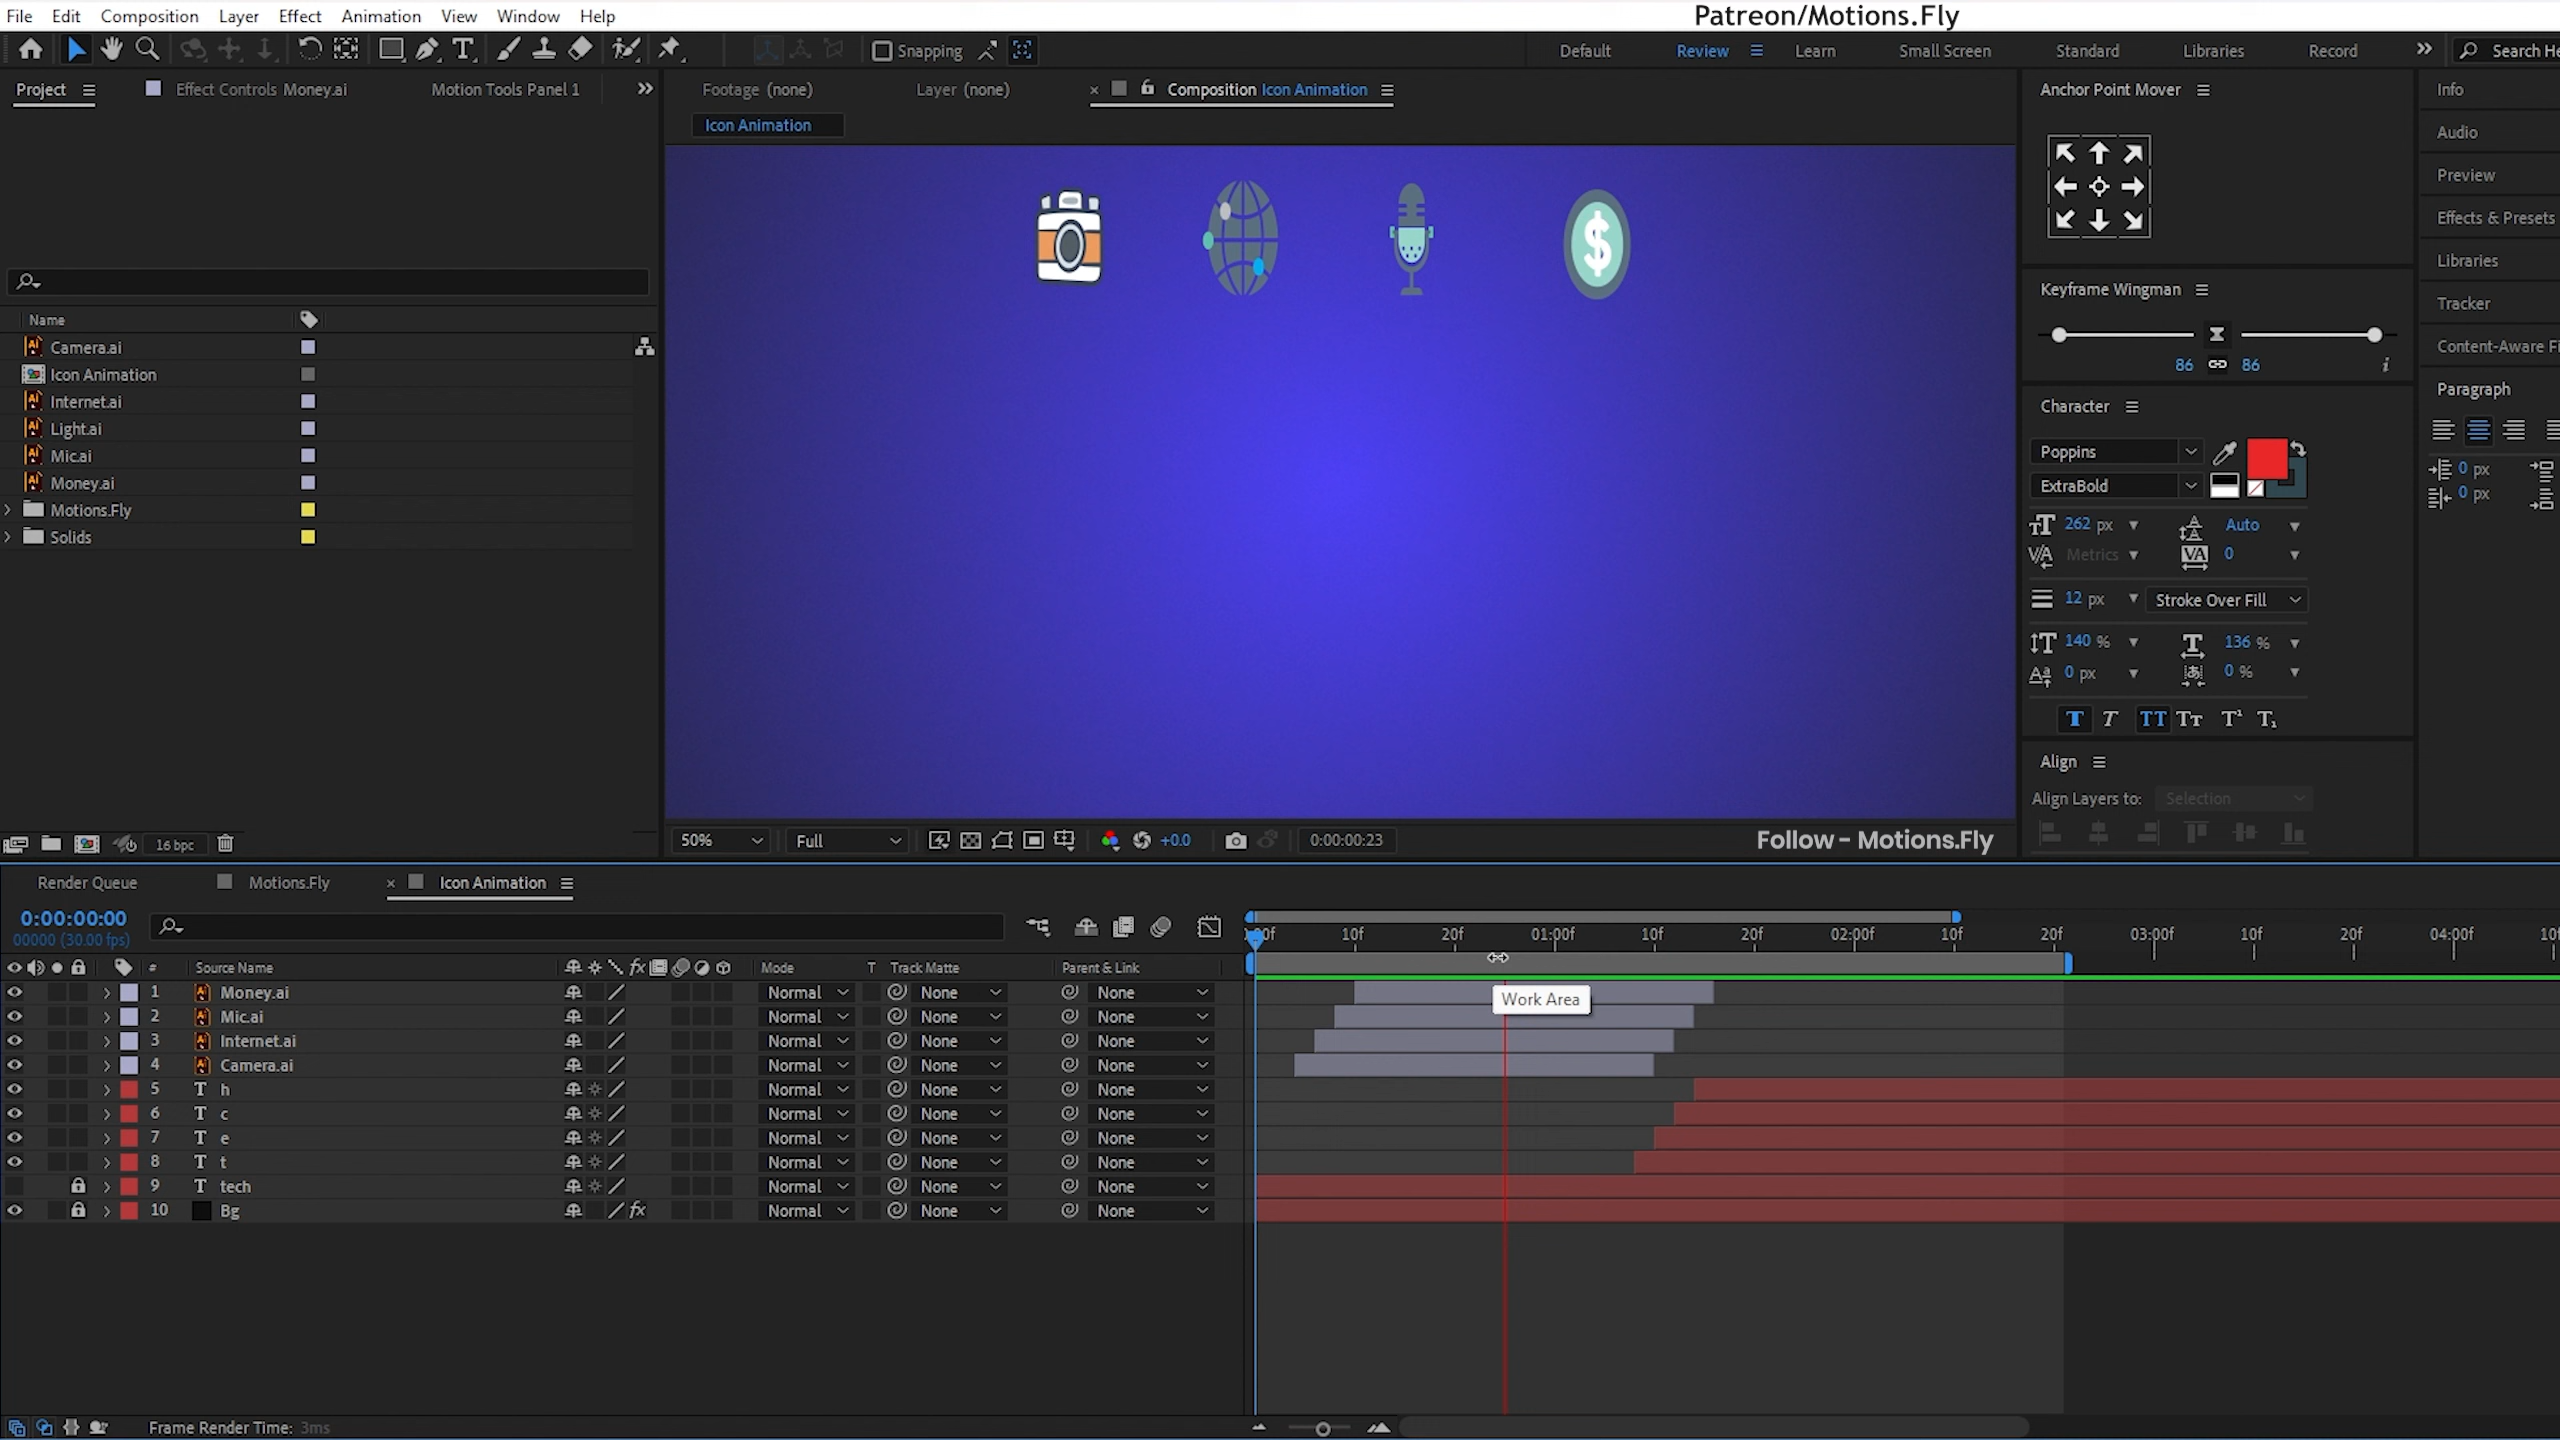 File Edit Composition Layer Effect Animation View Window Help
Patreon/Motions.Fly
Snapping
Default Review Learn Small Screen Standard Libraries Record
Project
Effect Controls Money.ai
Motion Tools Panel 1
Footage (none)
Layer (none)
Composition Icon Animation
Icon Animation
Name
Camera.ai
Icon Animation
Internet.ai
Light.ai
Mic.ai
Money.ai
Motions.Fly
Solids
16 bpc
50%
Full
+0.0
0:00:00:23
Follow - Motions.Fly
Anchor Point Mover
Keyframe Wingman
86
86
Character
Poppins
ExtraBold
262 px
Auto
Metrics
0
12 px
Stroke Over Fill
140 %
136 %
0 px
0 %
Align
Align Layers to: Selection
Info
Audio
Preview
Effects & Presets
Libraries
Tracker
Content-Aware
Paragraph
0 px
0 px
Search
Render Queue
Motions.Fly
Icon Animation
0:00:00:00
00000 (30.00 fps)
10f 20f 01:00f 10f 20f 02:00f 10f 20f 03:00f 10f 20f 04:00f
# Source Name Mode T Track Matte Parent & Link
1 Money.ai Normal None None
2 Mic.ai Normal None None
3 Internet.ai Normal None None
4 Camera.ai Normal None None
5 T h Normal None None
6 T c Normal None None
7 T e Normal None None
8 T t Normal None None
9 T tech Normal None None
10 Bg fx Normal None None
Work Area
Frame Render Time: 3ms